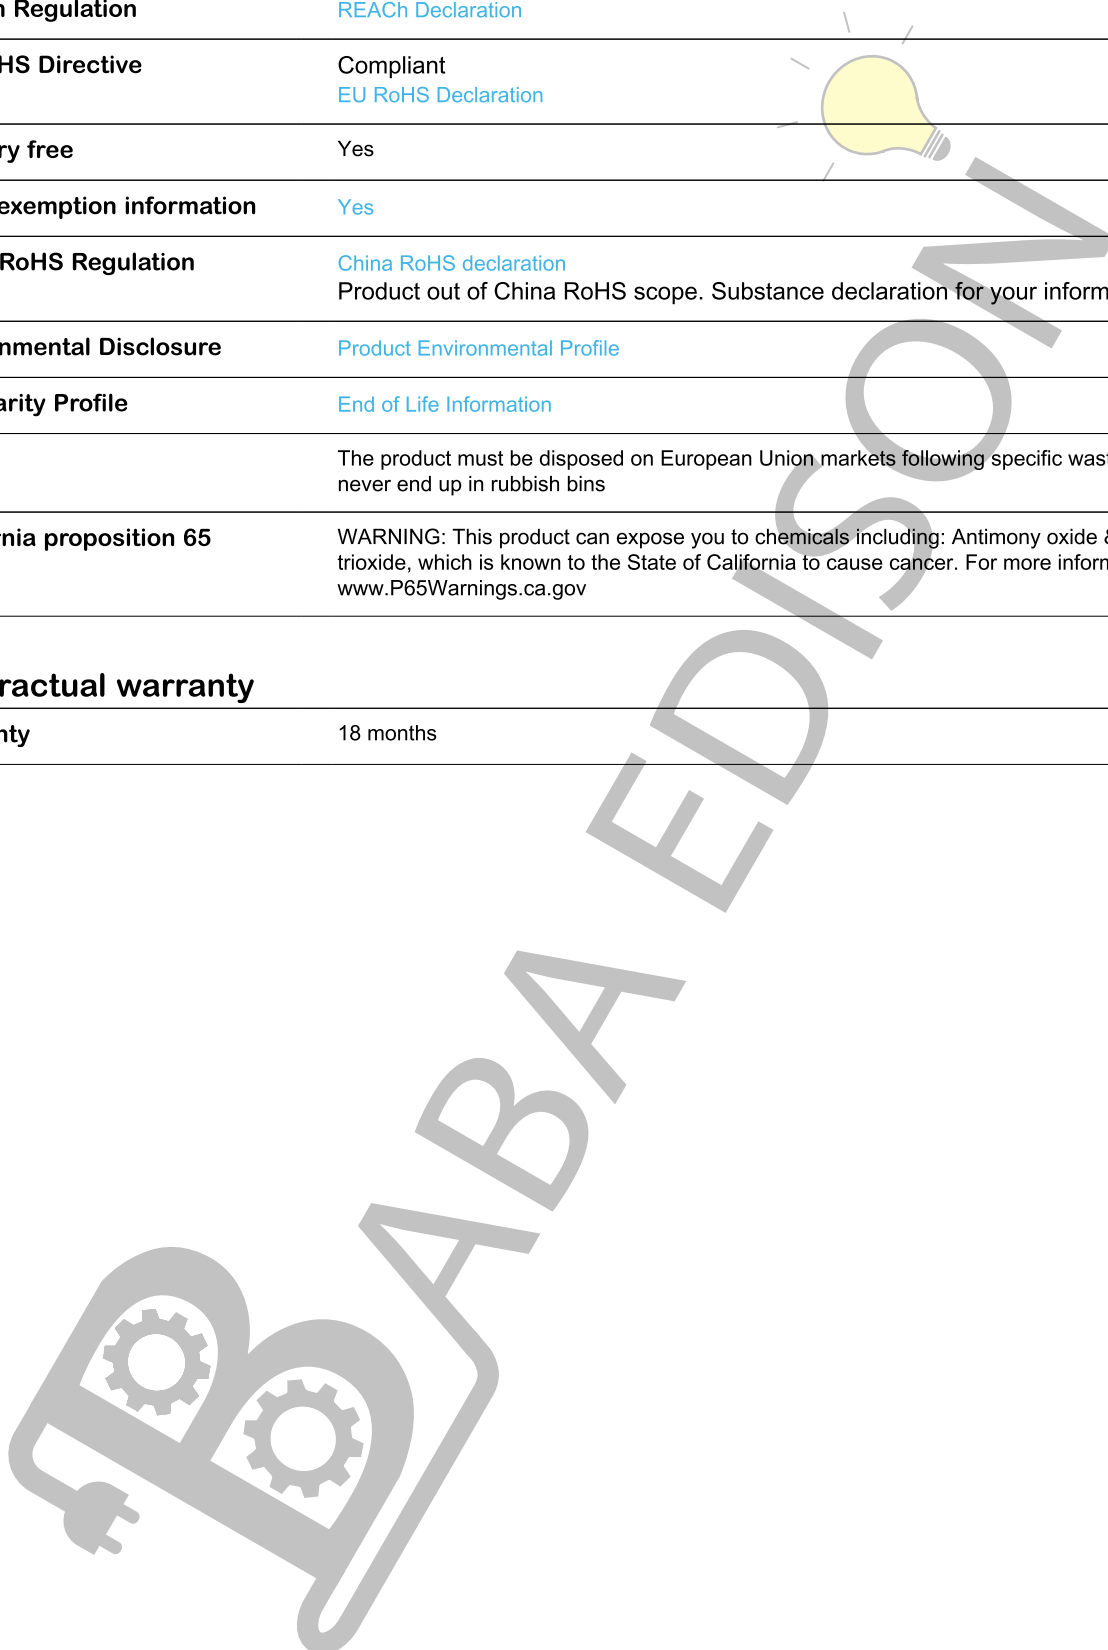 n Regulation REACh Declaration
HS Directive Compliant
EU RoHS Declaration
ry free Yes
exemption information Yes
RoHS Regulation China RoHS declaration
Product out of China RoHS scope. Substance declaration for your inform
nmental Disclosure Product Environmental Profile
arity Profile End of Life Information
The product must be disposed on European Union markets following specific wast
never end up in rubbish bins
rnia proposition 65 WARNING: This product can expose you to chemicals including: Antimony oxide &
trioxide, which is known to the State of California to cause cancer. For more inform
www.P65Warnings.ca.gov
ractual warranty
nty 18 months
BABA EDISON